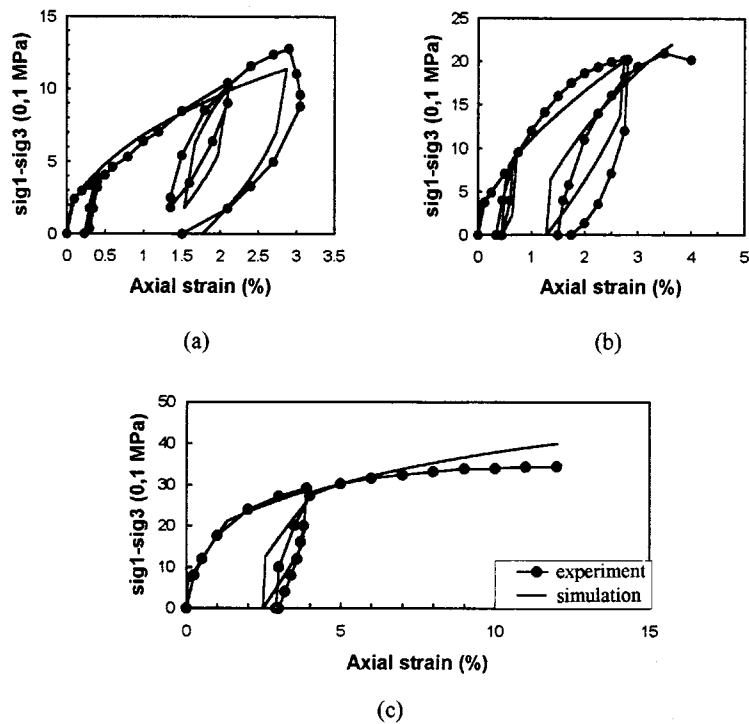 15
10
5
0
sig1-sig3 (0,1 MPa)
0 0.5 1 1.5 2 2.5 3 3.5
Axial strain (%)
(a)
25
20
15
10
5
0
sig1-sig3 (0,1 MPa)
0 1 2 3 4 5
Axial strain (%)
(b)
50
40
30
20
10
0
sig1-sig3 (0,1 MPa)
0 5 10 15
experiment
simulation
Axial strain (%)
(c)